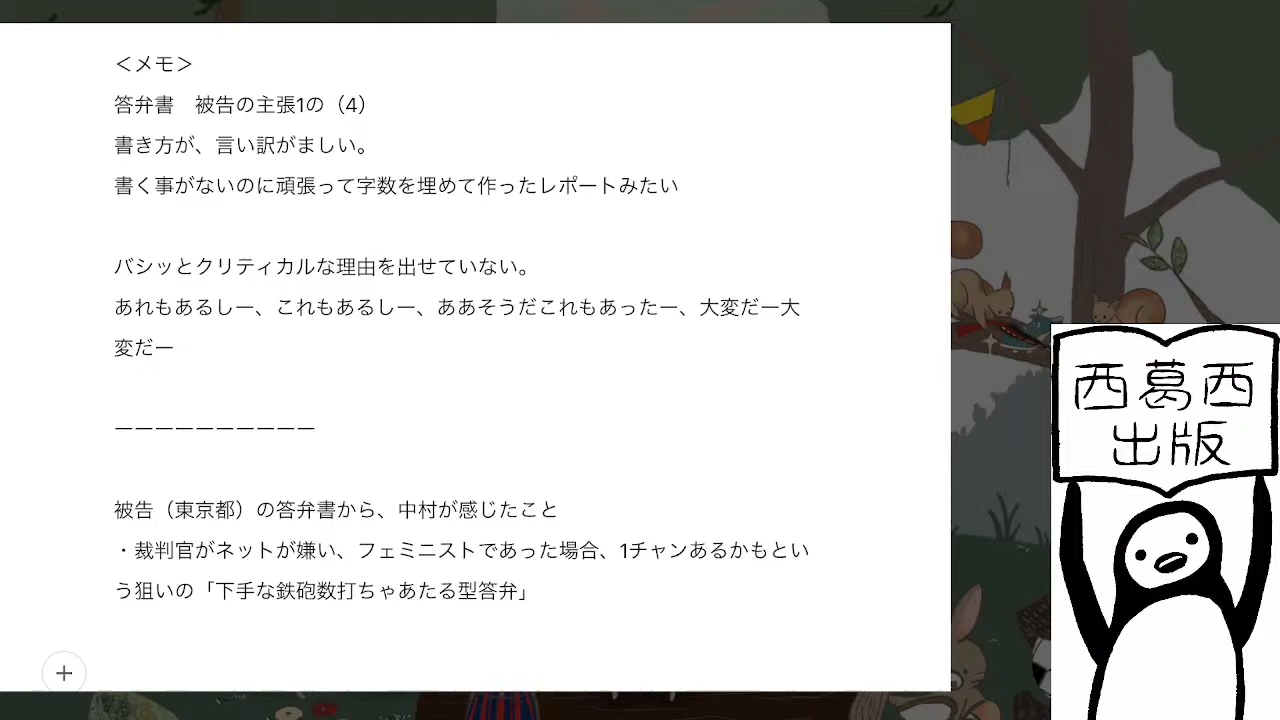 ＜メモ＞
答弁書　被告の主張1の（4）
書き方が、言い訳がましい。
書く事がないのに頑張って字数を埋めて作ったレポートみたい
バシッとクリティカルな理由を出せていない。
あれもあるしー、これもあるしー、ああそうだこれもあったー、大変だー大
変だー
ーーーーーーーーーー
被告（東京都）の答弁書から、中村が感じたこと
・裁判官がネットが嫌い、フェミニストであった場合、1チャンあるかもとい
う狙いの「下手な鉄砲数打ちゃあたる型答弁」
西葛西
出版